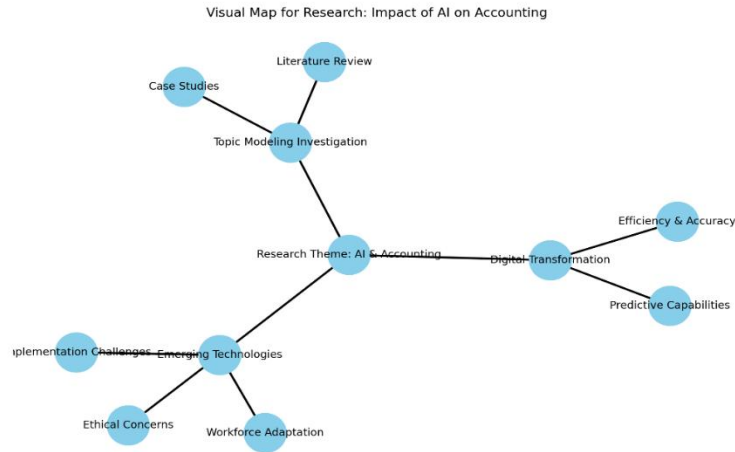 Visual Map for Research: Impact of AI on Accounting
Literature Review
Case Studies
Topic Modeling Investigation
Efficiency & Accuracy
Research Theme: AI & Accounting
Digital Transformation
Predictive Capabilities
mplementation Challenges
Emerging Technologies
Ethical Concerns
Workforce Adaptation